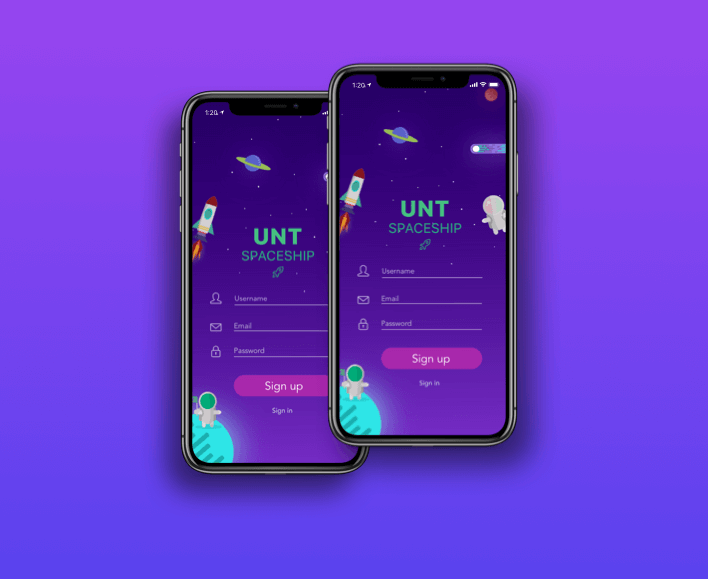 1:20
UNT
SPACESHIP
Username
Email
Password
Sign up
Sign in
1:20
UNT
SPACESHIP
Username
Email
Password
Sign up
Sign in